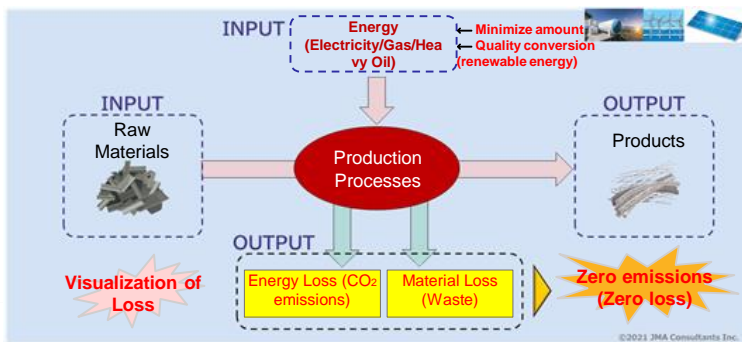 INPUT
Energy
(Electricity/Gas/Hea
vy Oil)
Minimize amount
Quality conversion
(renewable energy)
INPUT
Raw
Materials
Production
Processes
OUTPUT
Products
OUTPUT
Energy Loss (CO₂
emissions)
Material Loss
(Waste)
Visualization of
Loss
Zero emissions
(Zero loss)
©2021 JMA Consultants Inc.